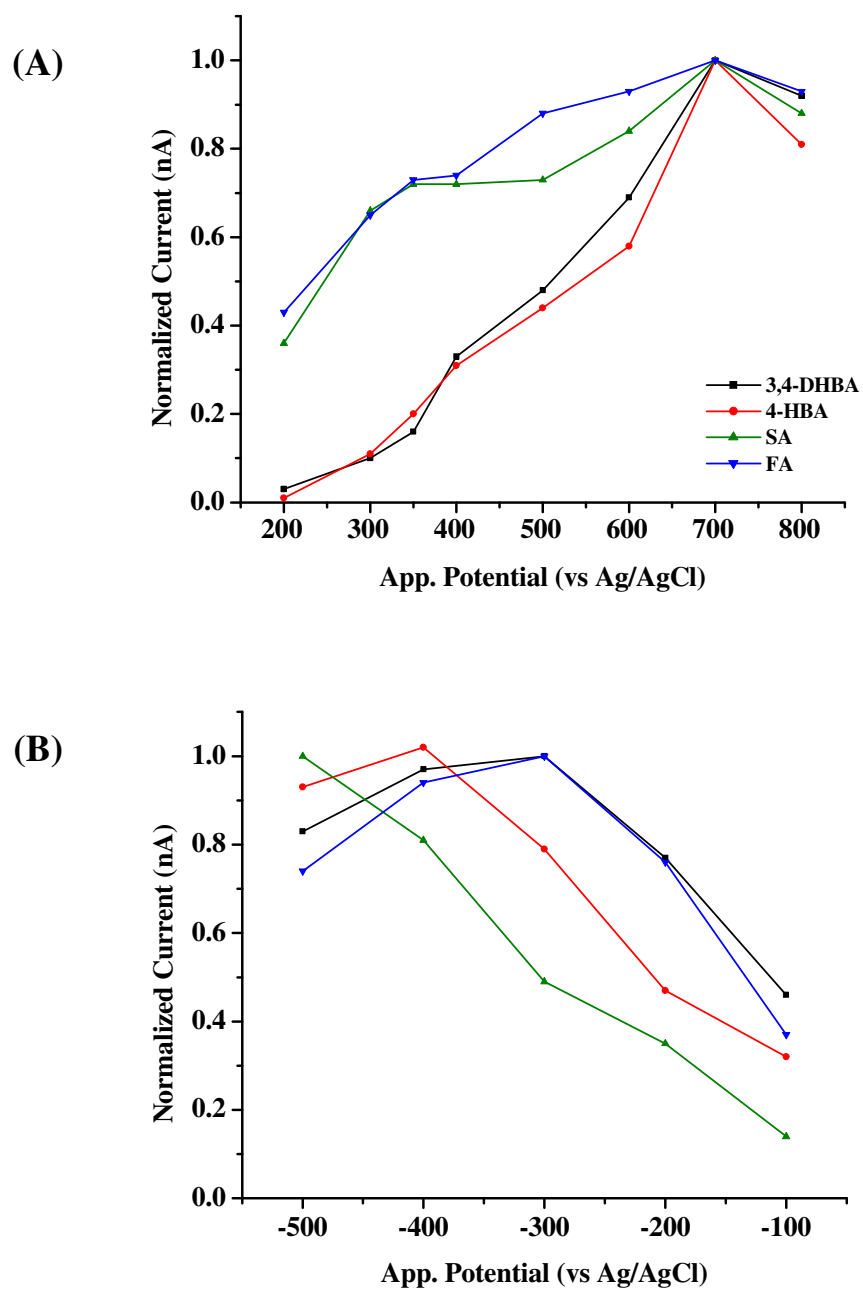 (A)
Normalized Current (nA)
1.0
0.8
0.6
0.4
0.2
0.0
3,4-DHBA
4-HBA
SA
FA
200 300 400 500 600 700 800
App. Potential (vs Ag/AgCl)
(B)
Normalized Current (nA)
1.0
0.8
0.6
0.4
0.2
0.0
-500 -400 -300 -200 -100
App. Potential (vs Ag/AgCl)